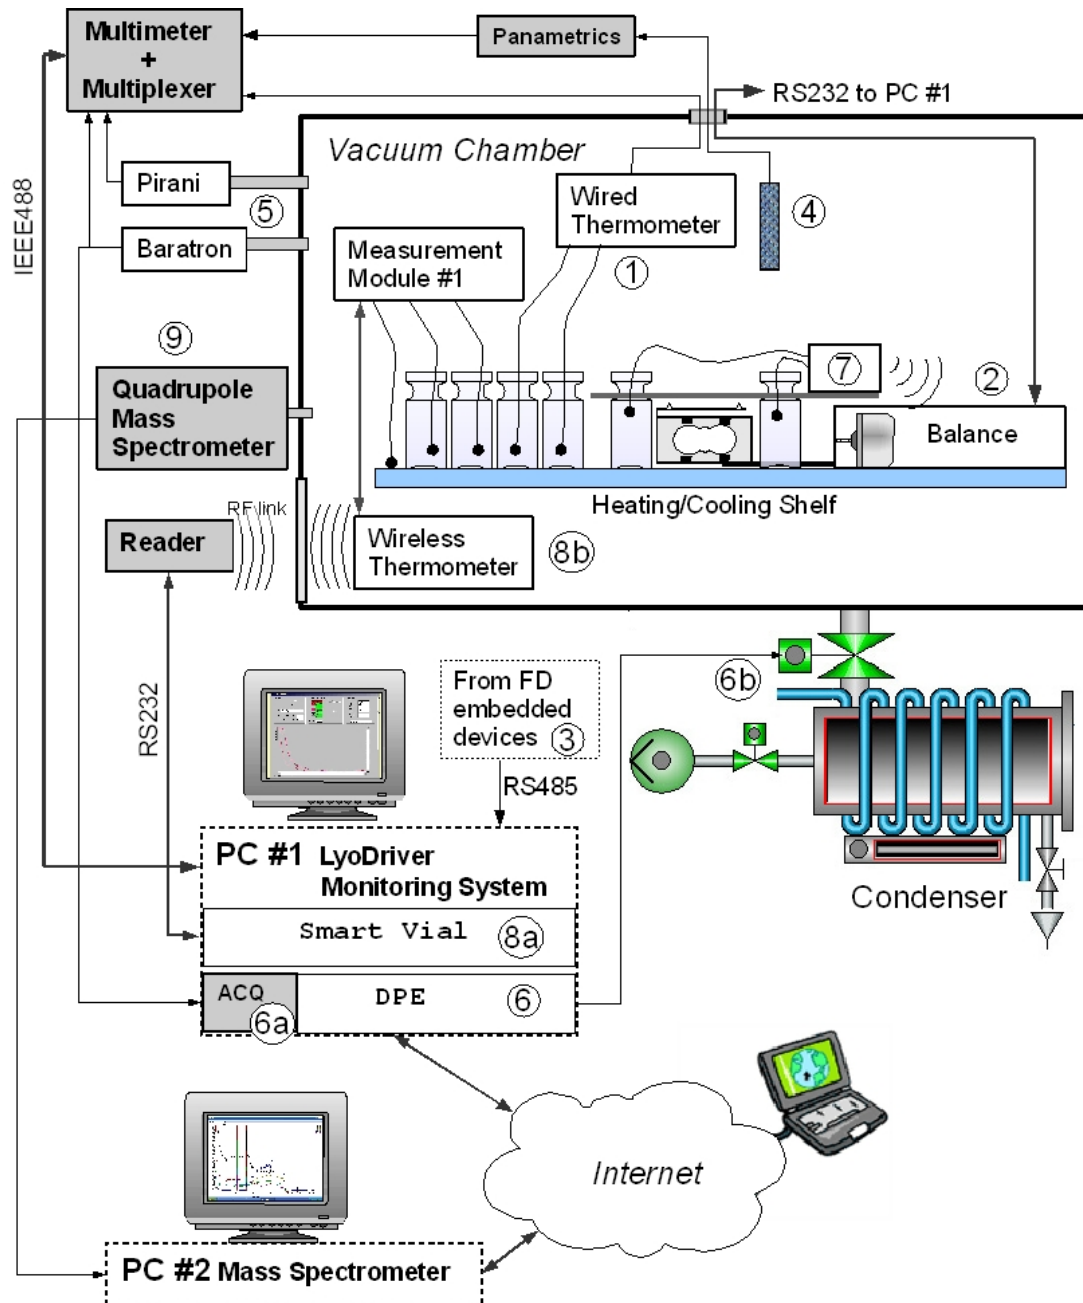 Multimeter
+
Multiplexer
Panametrics
RS232 to PC #1
Vacuum Chamber
IEEE488
Pirani
5
Baratron
Wired
Thermometer
4
1
Measurement
Module #1
9
Quadrupole
Mass
Spectrometer
7
2
Balance
Heating/Cooling Shelf
RF link
Reader
Wireless
Thermometer
8b
RS232
From FD
embedded
devices 3
RS485
6b
PC #1 LyoDriver
Monitoring System
Smart Vial 8a
ACQ
6a
DPE 6
Condenser
Internet
PC #2 Mass Spectrometer